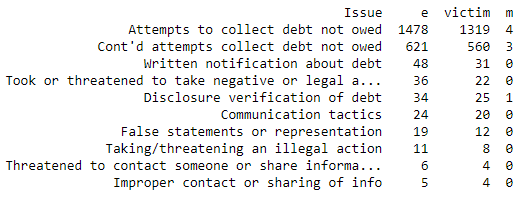 Issue e victim m
Attempts to collect debt not owed 1478 1319 4
Cont'd attempts collect debt not owed 621 560 3
Written notification about debt 48 31 0
Took or threatened to take negative or legal a... 36 22 0
Disclosure verification of debt 34 25 1
Communication tactics 24 20 0
False statements or representation 19 12 0
Taking/threatening an illegal action 11 8 0
Threatened to contact someone or share informa... 6 4 0
Improper contact or sharing of info 5 4 0